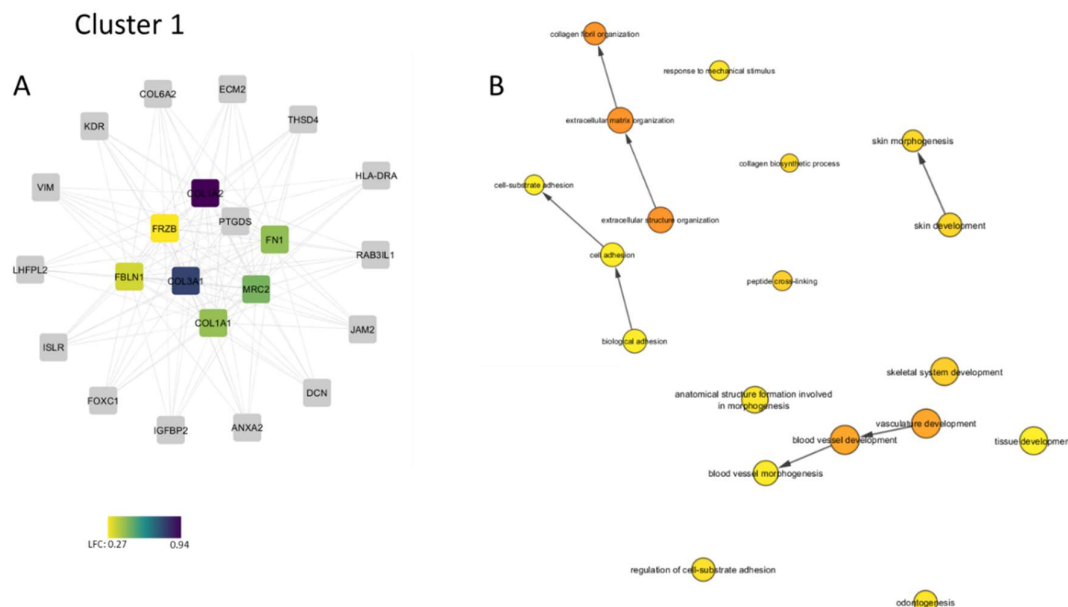 Cluster 1
A
COL6A2
ECM2
KDR
THSD4
VIM
HLA-DRA
PTGDS
FRZB
FN1
RAB3IL1
LHFPL2
FBLN1
COL3A1
MRC2
COL1A1
JAM2
ISLR
DCN
FOXC1
IGFBP2
ANXA2
LFC: 0.27
0.94
B
collagen fibril organization
response to mechanical stimulus
extracellular matrix organization
skin morphogenesis
collagen biosynthetic process
cell-substrate adhesion
extracellular structure organization
skin development
cell adhesion
peptide cross-linking
biological adhesion
skeletal system development
anatomical structure formation involved
in morphogenesis
vasculature development
blood vessel development
tissue developmer
blood vessel morphogenesis
regulation of cell-substrate adhesion
odontogenesis